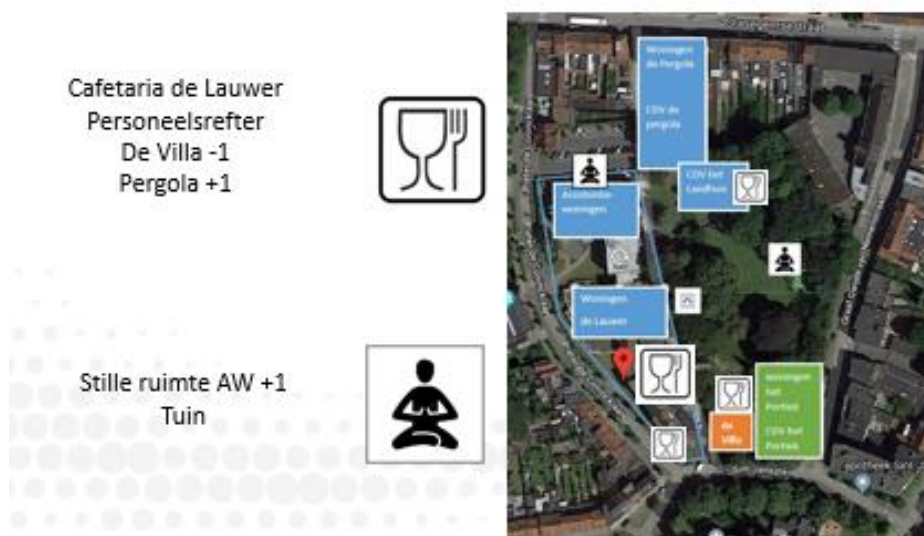 Cafetaria de Lauwer
Personeelsrefter
De Villa -1
Pergola +1
Stille ruimte AW +1
Tuin
Woningen
de Pergola
CDV de
pergola
CDV het
Landhuis
woningen
Woningen
de Lauwer
de
Villa
Woningen
het
Portiek
CDV het
Portiek